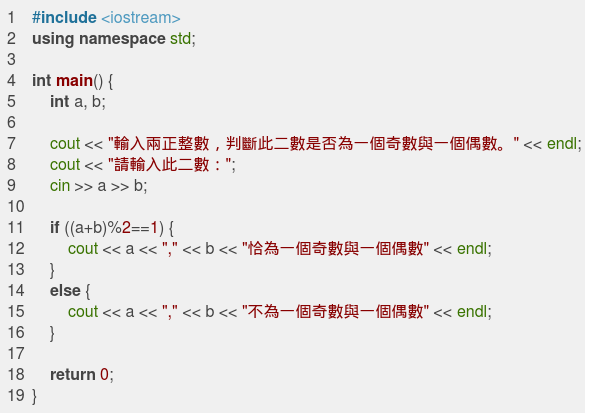 1 #include <iostream>
2 using namespace std;
3
4 int main() {
5 int a, b;
6
7 cout << "輸入兩正整數，判斷此二數是否為一個奇數與一個偶數。" << endl;
8 cout << "請輸入此二數：";
9 cin >> a >> b;
10
11 if ((a+b)%2==1) {
12 cout << a << "," << b << "恰為一個奇數與一個偶數" << endl;
13 }
14 else {
15 cout << a << "," << b << "不為一個奇數與一個偶數" << endl;
16 }
17
18 return 0;
19 }